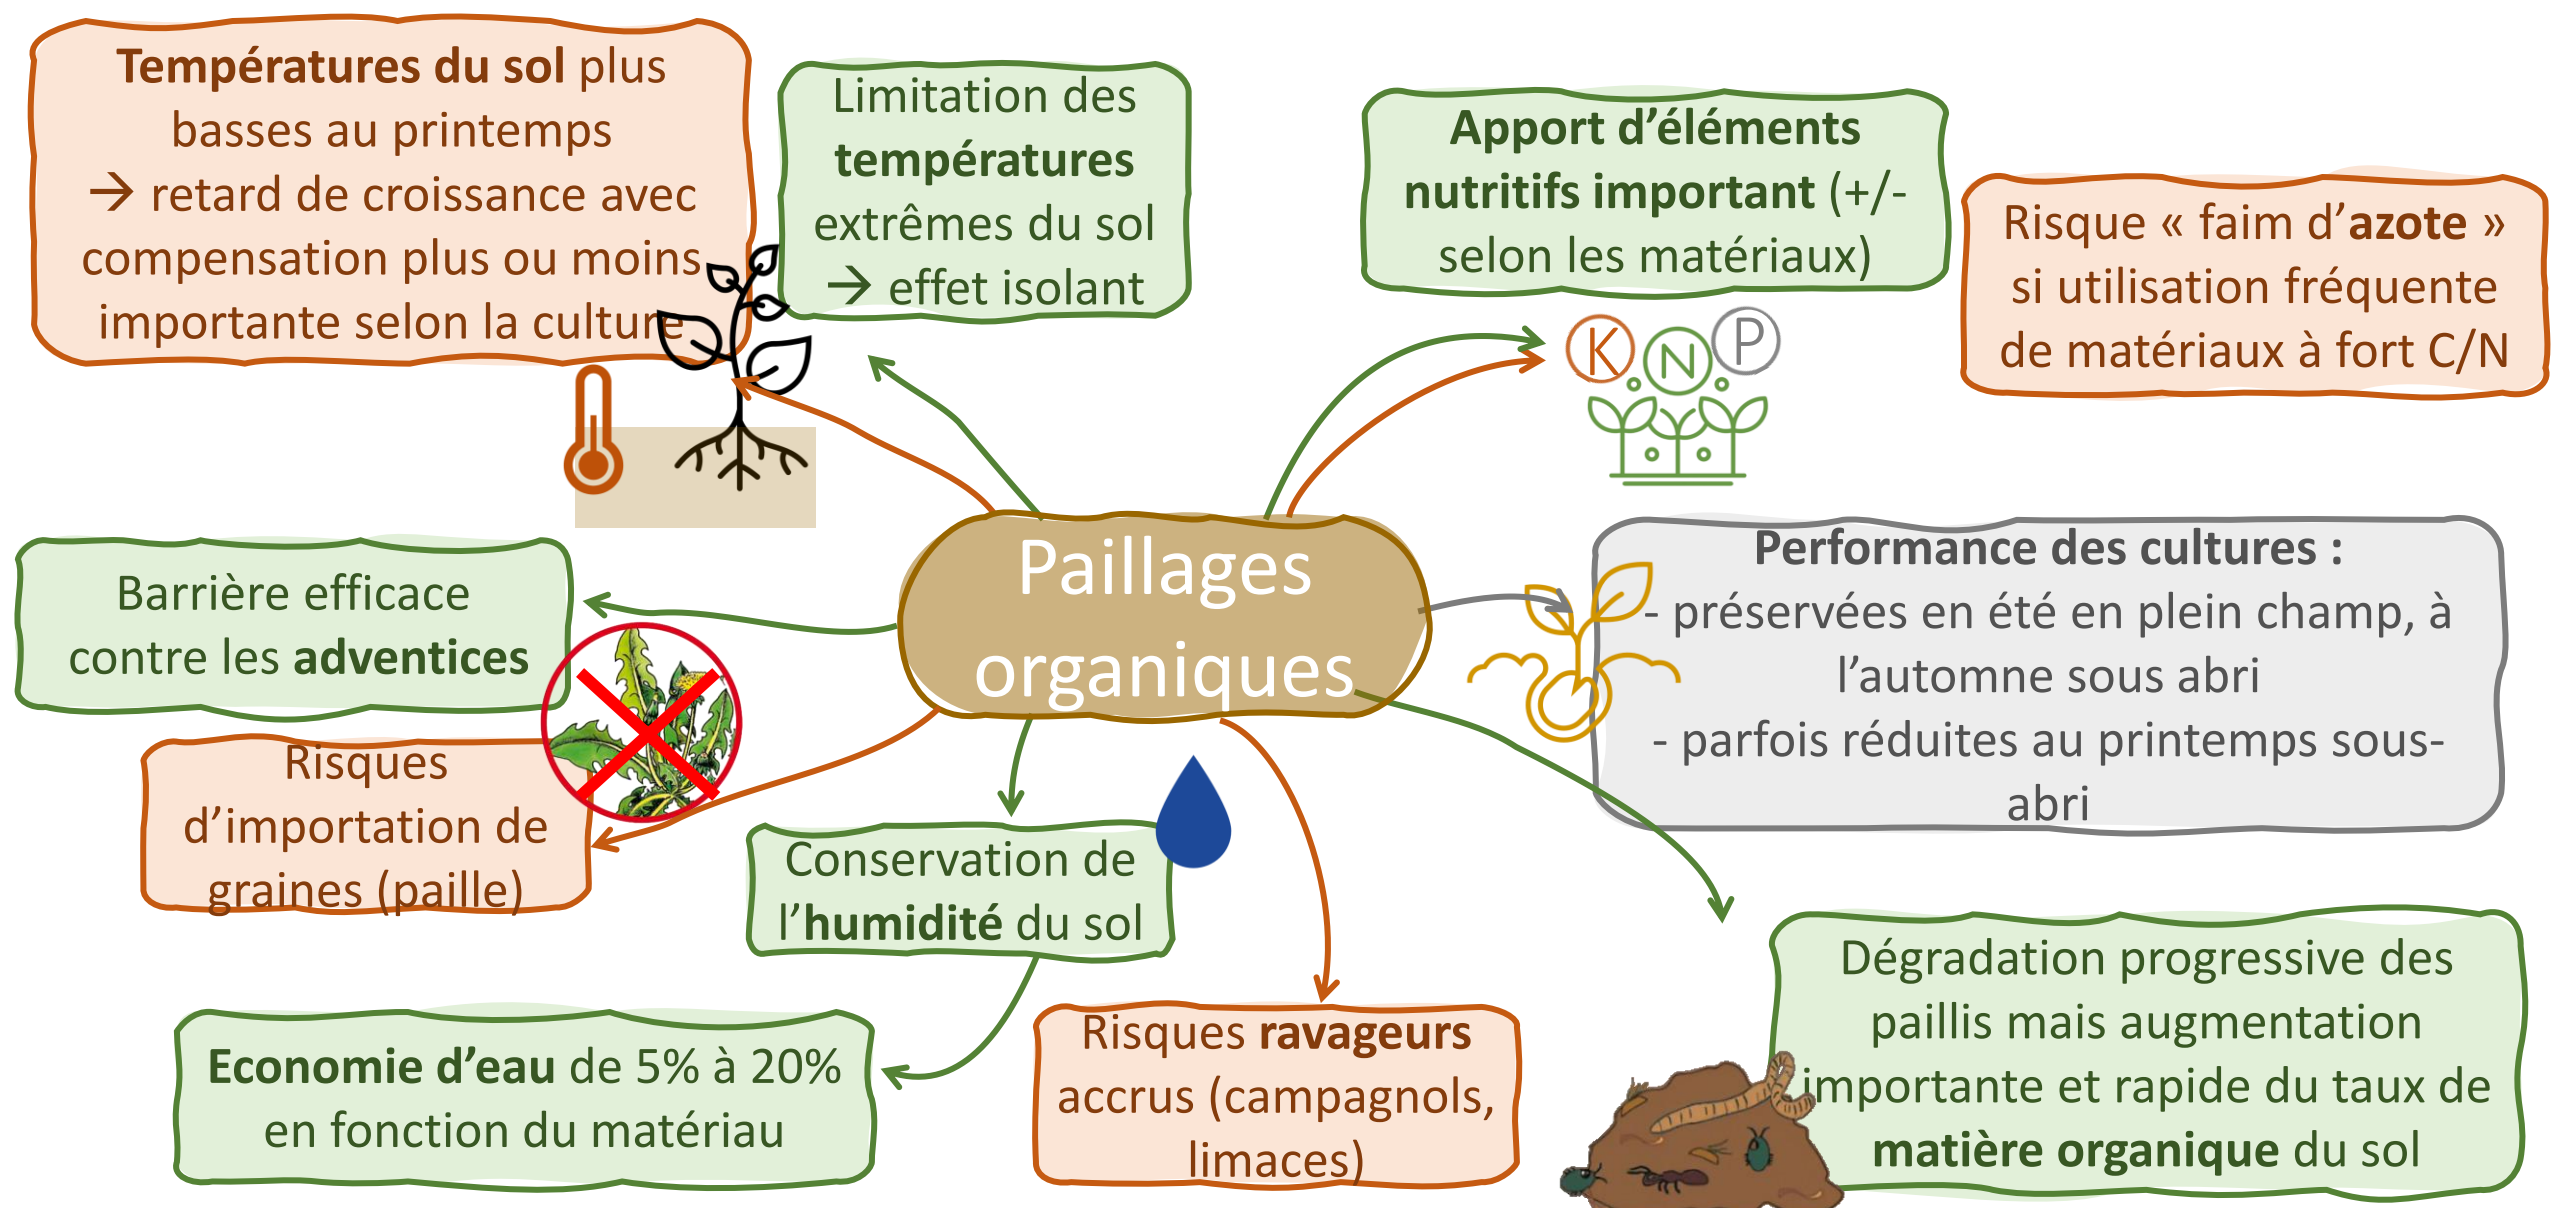 Températures du sol plus
basses au printemps
→ retard de croissance avec
compensation plus ou moins
importante selon la culture
Limitation des
températures
extrêmes du sol
→ effet isolant
Apport d’éléments
nutritifs important (+/-
selon les matériaux)
Risque « faim d’azote »
si utilisation fréquente
de matériaux à fort C/N
K N P
Paillages
organiques
Performance des cultures :
- préservées en été en plein champ, à
l’automne sous abri
- parfois réduites au printemps sous-
abri
Barrière efficace
contre les adventices
Risques
d’importation de
graines (paille)
Conservation de
l’humidité du sol
Economie d’eau de 5% à 20%
en fonction du matériau
Risques ravageurs
accrus (campagnols,
limaces)
Dégradation progressive des
paillis mais augmentation
importante et rapide du taux de
matière organique du sol